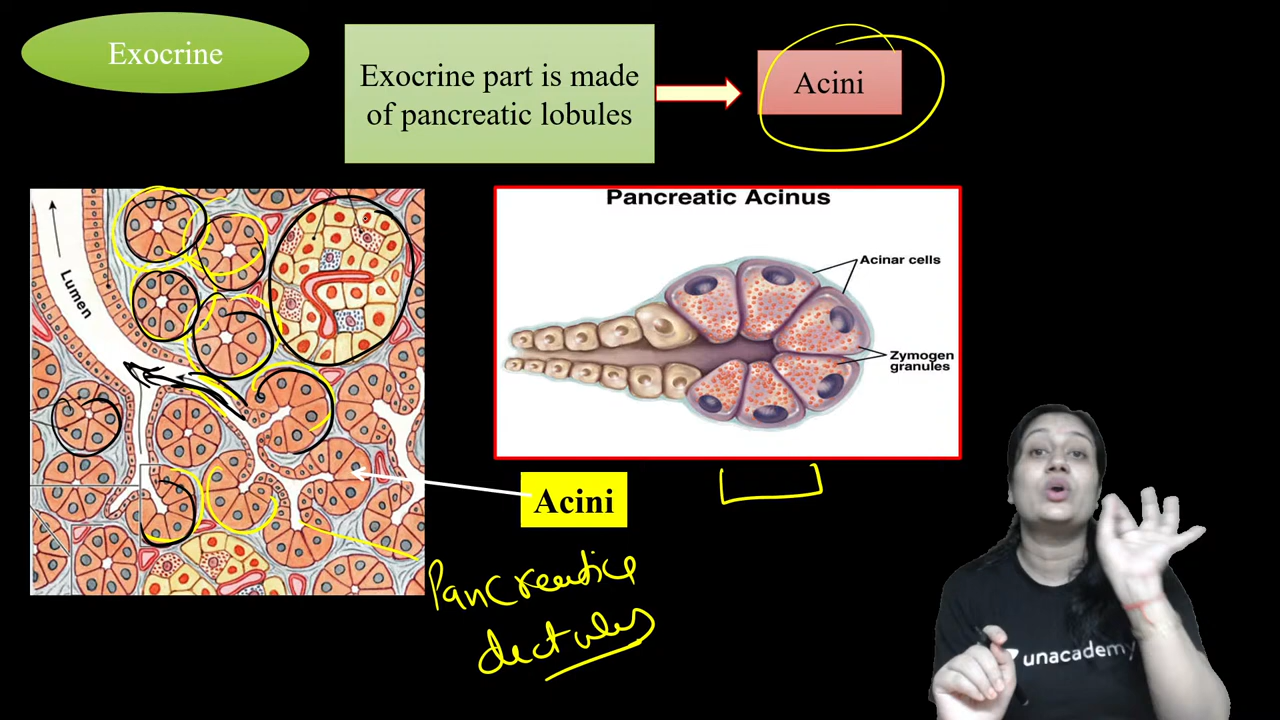 Exocrine
Exocrine part is made
of pancreatic lobules
Acini
Lumen
Pancreatic Acinus
Acinar cells
Zymogen
granules
Acini
Pancreatice
ductules
unacademy